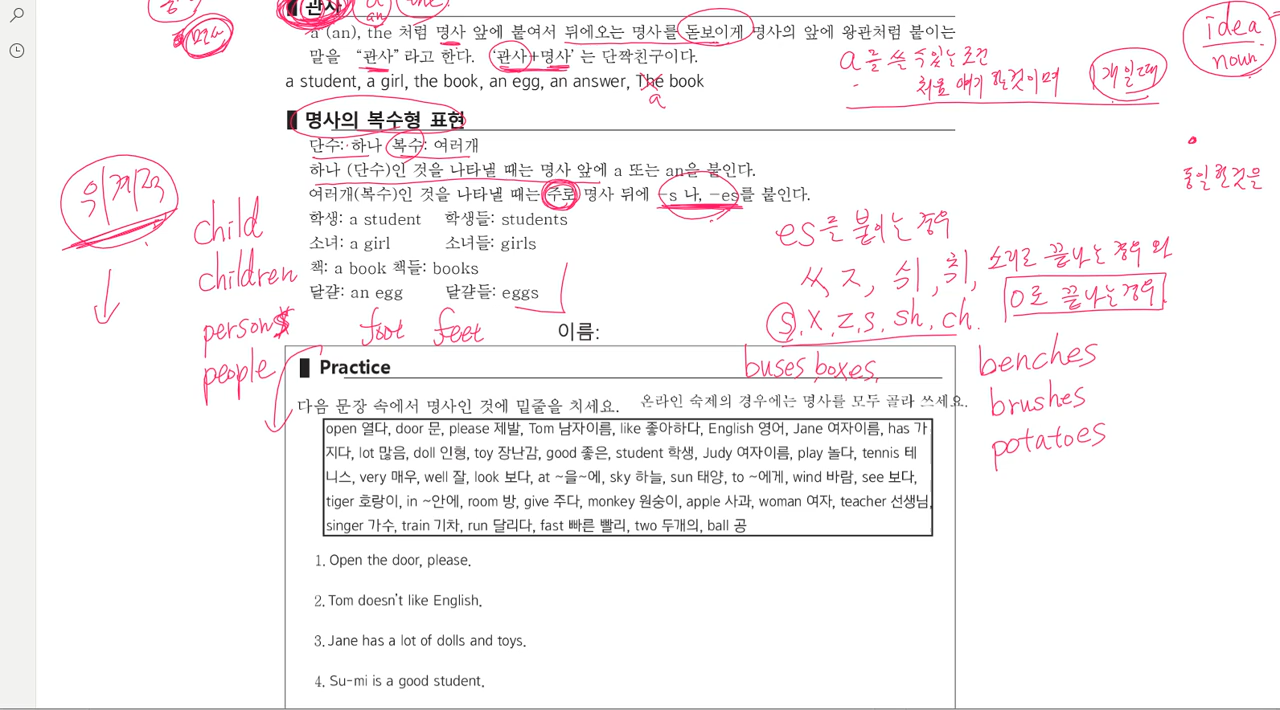 관사
a (an), the 처럼 명사 앞에 붙여서 뒤에오는 명사를 돋보이게 명사의 앞에 왕관처럼 붙이는
말을 “관사”라고 한다. ‘관사+명사’는 단짝친구이다.
a student, a girl, the book, an egg, an answer, The book
a
a를 쓸 수 있는 조건
처음 얘기 할것이며
개일때
idea
noun
명사의 복수형 표현
단수: 하나 복수: 여러개
하나 (단수)인 것을 나타낼 때는 명사 앞에 a 또는 an을 붙인다.
여러개(복수)인 것을 나타낼 때는 주로 명사 뒤에 –s 나, –es를 붙인다.
학생: a student 학생들: students
소녀: a girl 소녀들: girls
책: a book 책들: books
달걀: an egg 달걀들: eggs
동일한것을
child
children
persons
people
foot feet
es를 붙이는 경우
ㅆ, ㅈ, 쉬, 취, 소리로 끝나는 경우 와
O로 끝나는경우
s, x, z, s, sh, ch.
buses, boxes,
benches
brushes
potatoes
이름:
Practice
다음 문장 속에서 명사인 것에 밑줄을 치세요. 온라인 숙제의 경우에는 명사를 모두 골라 쓰세요.
open 열다, door 문, please 제발, Tom 남자이름, like 좋아하다, English 영어, Jane 여자이름, has 가
지다, lot 많음, doll 인형, toy 장난감, good 좋은, student 학생, Judy 여자이름, play 놀다, tennis 테
니스, very 매우, well 잘, look 보다, at ~을~에, sky 하늘, sun 태양, to ~에게, wind 바람, see 보다,
tiger 호랑이, in ~안에, room 방, give 주다, monkey 원숭이, apple 사과, woman 여자, teacher 선생님,
singer 가수, train 기차, run 달리다, fast 빠른 빨리, two 두개의, ball 공
1. Open the door, please.
2. Tom doesn't like English.
3. Jane has a lot of dolls and toys.
4. Su-mi is a good student.